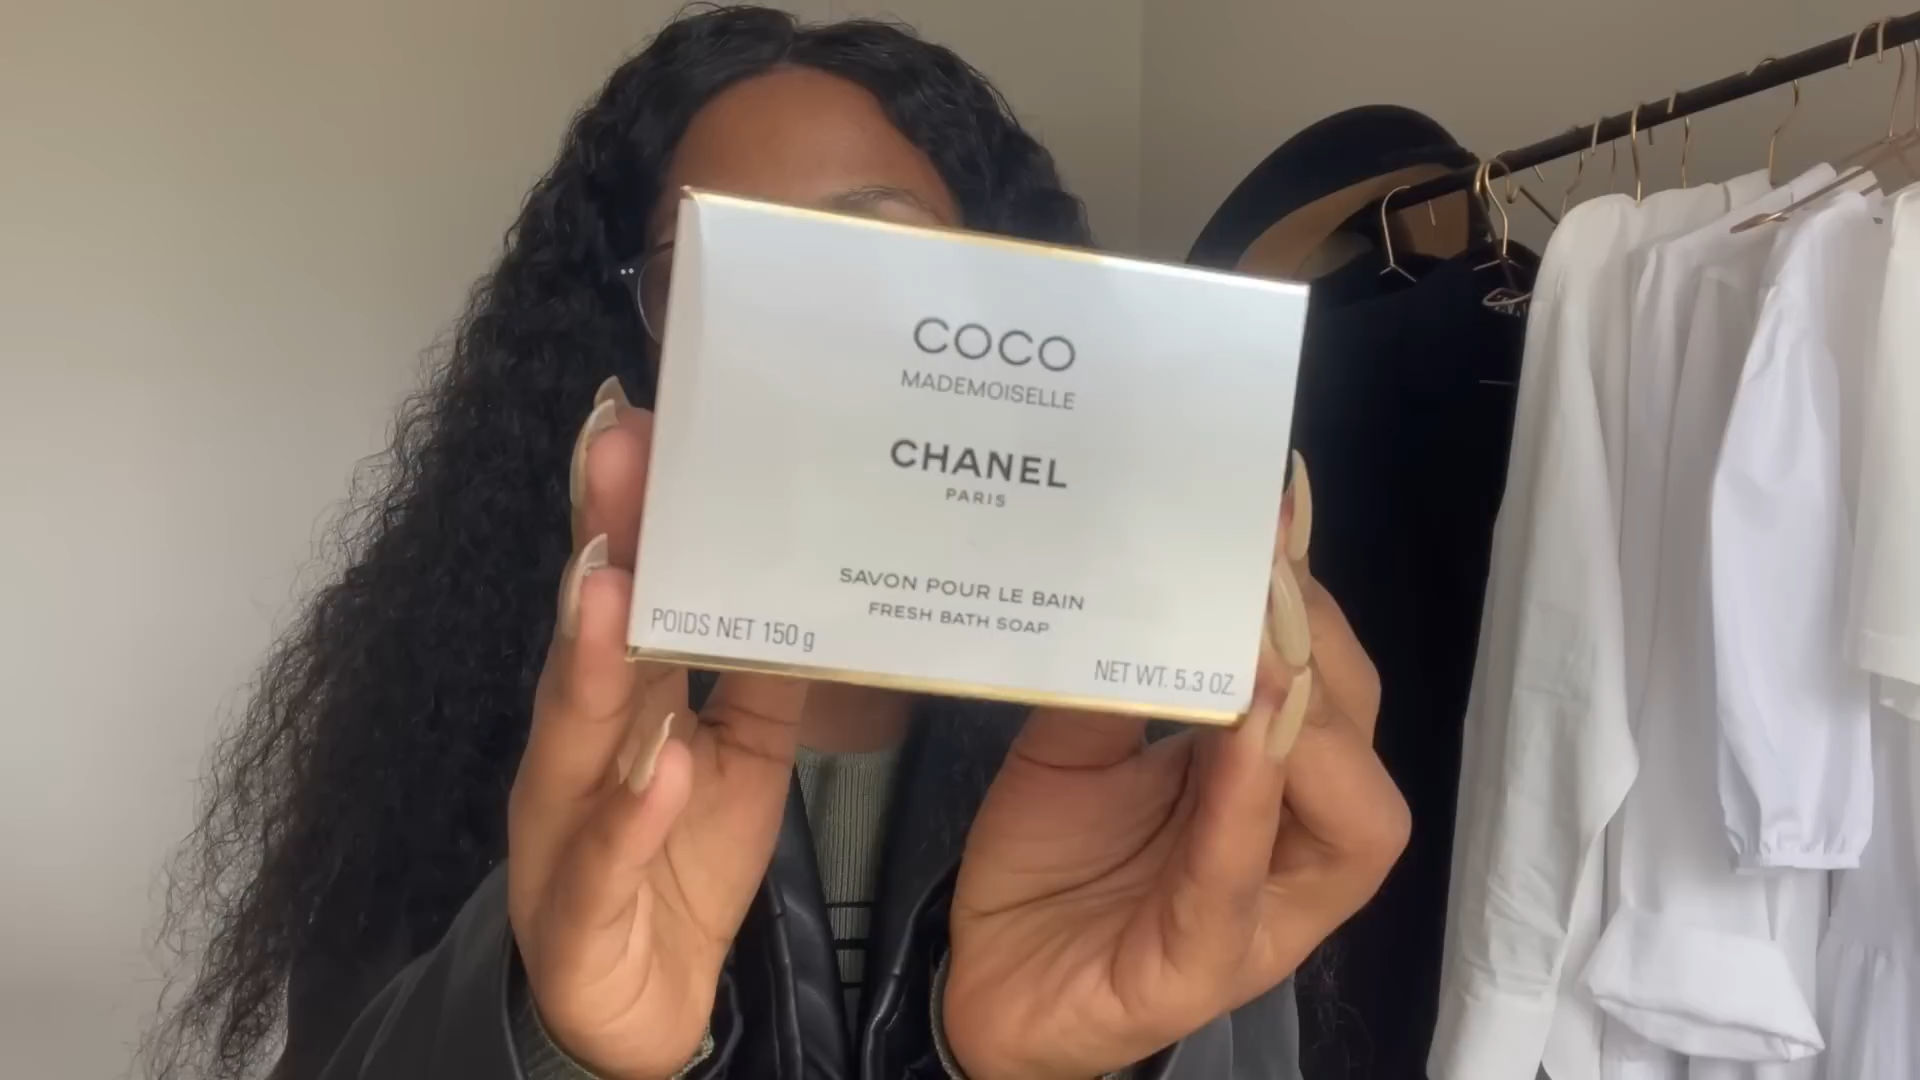 COCO
MADEMOISELLE
CHANEL
PARIS
SAVON POUR LE BAIN
FRESH BATH SOAP
POIDS NET 150 g
NET WT. 5.3 OZ.